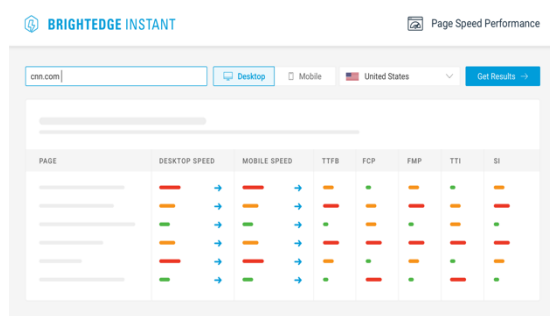 BRIGHTEDGE INSTANT
Page Speed Performance
cnn.com
Desktop
Mobile
United States
Get Results →
PAGE DESKTOP SPEED MOBILE SPEED TTFB FCP FMP TTI SI